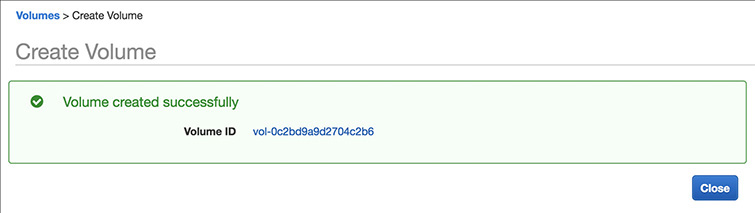 Volumes > Create Volume
Create Volume
Volume created successfully
Volume ID vol-0c2bd9a9d2704c2b6
Close